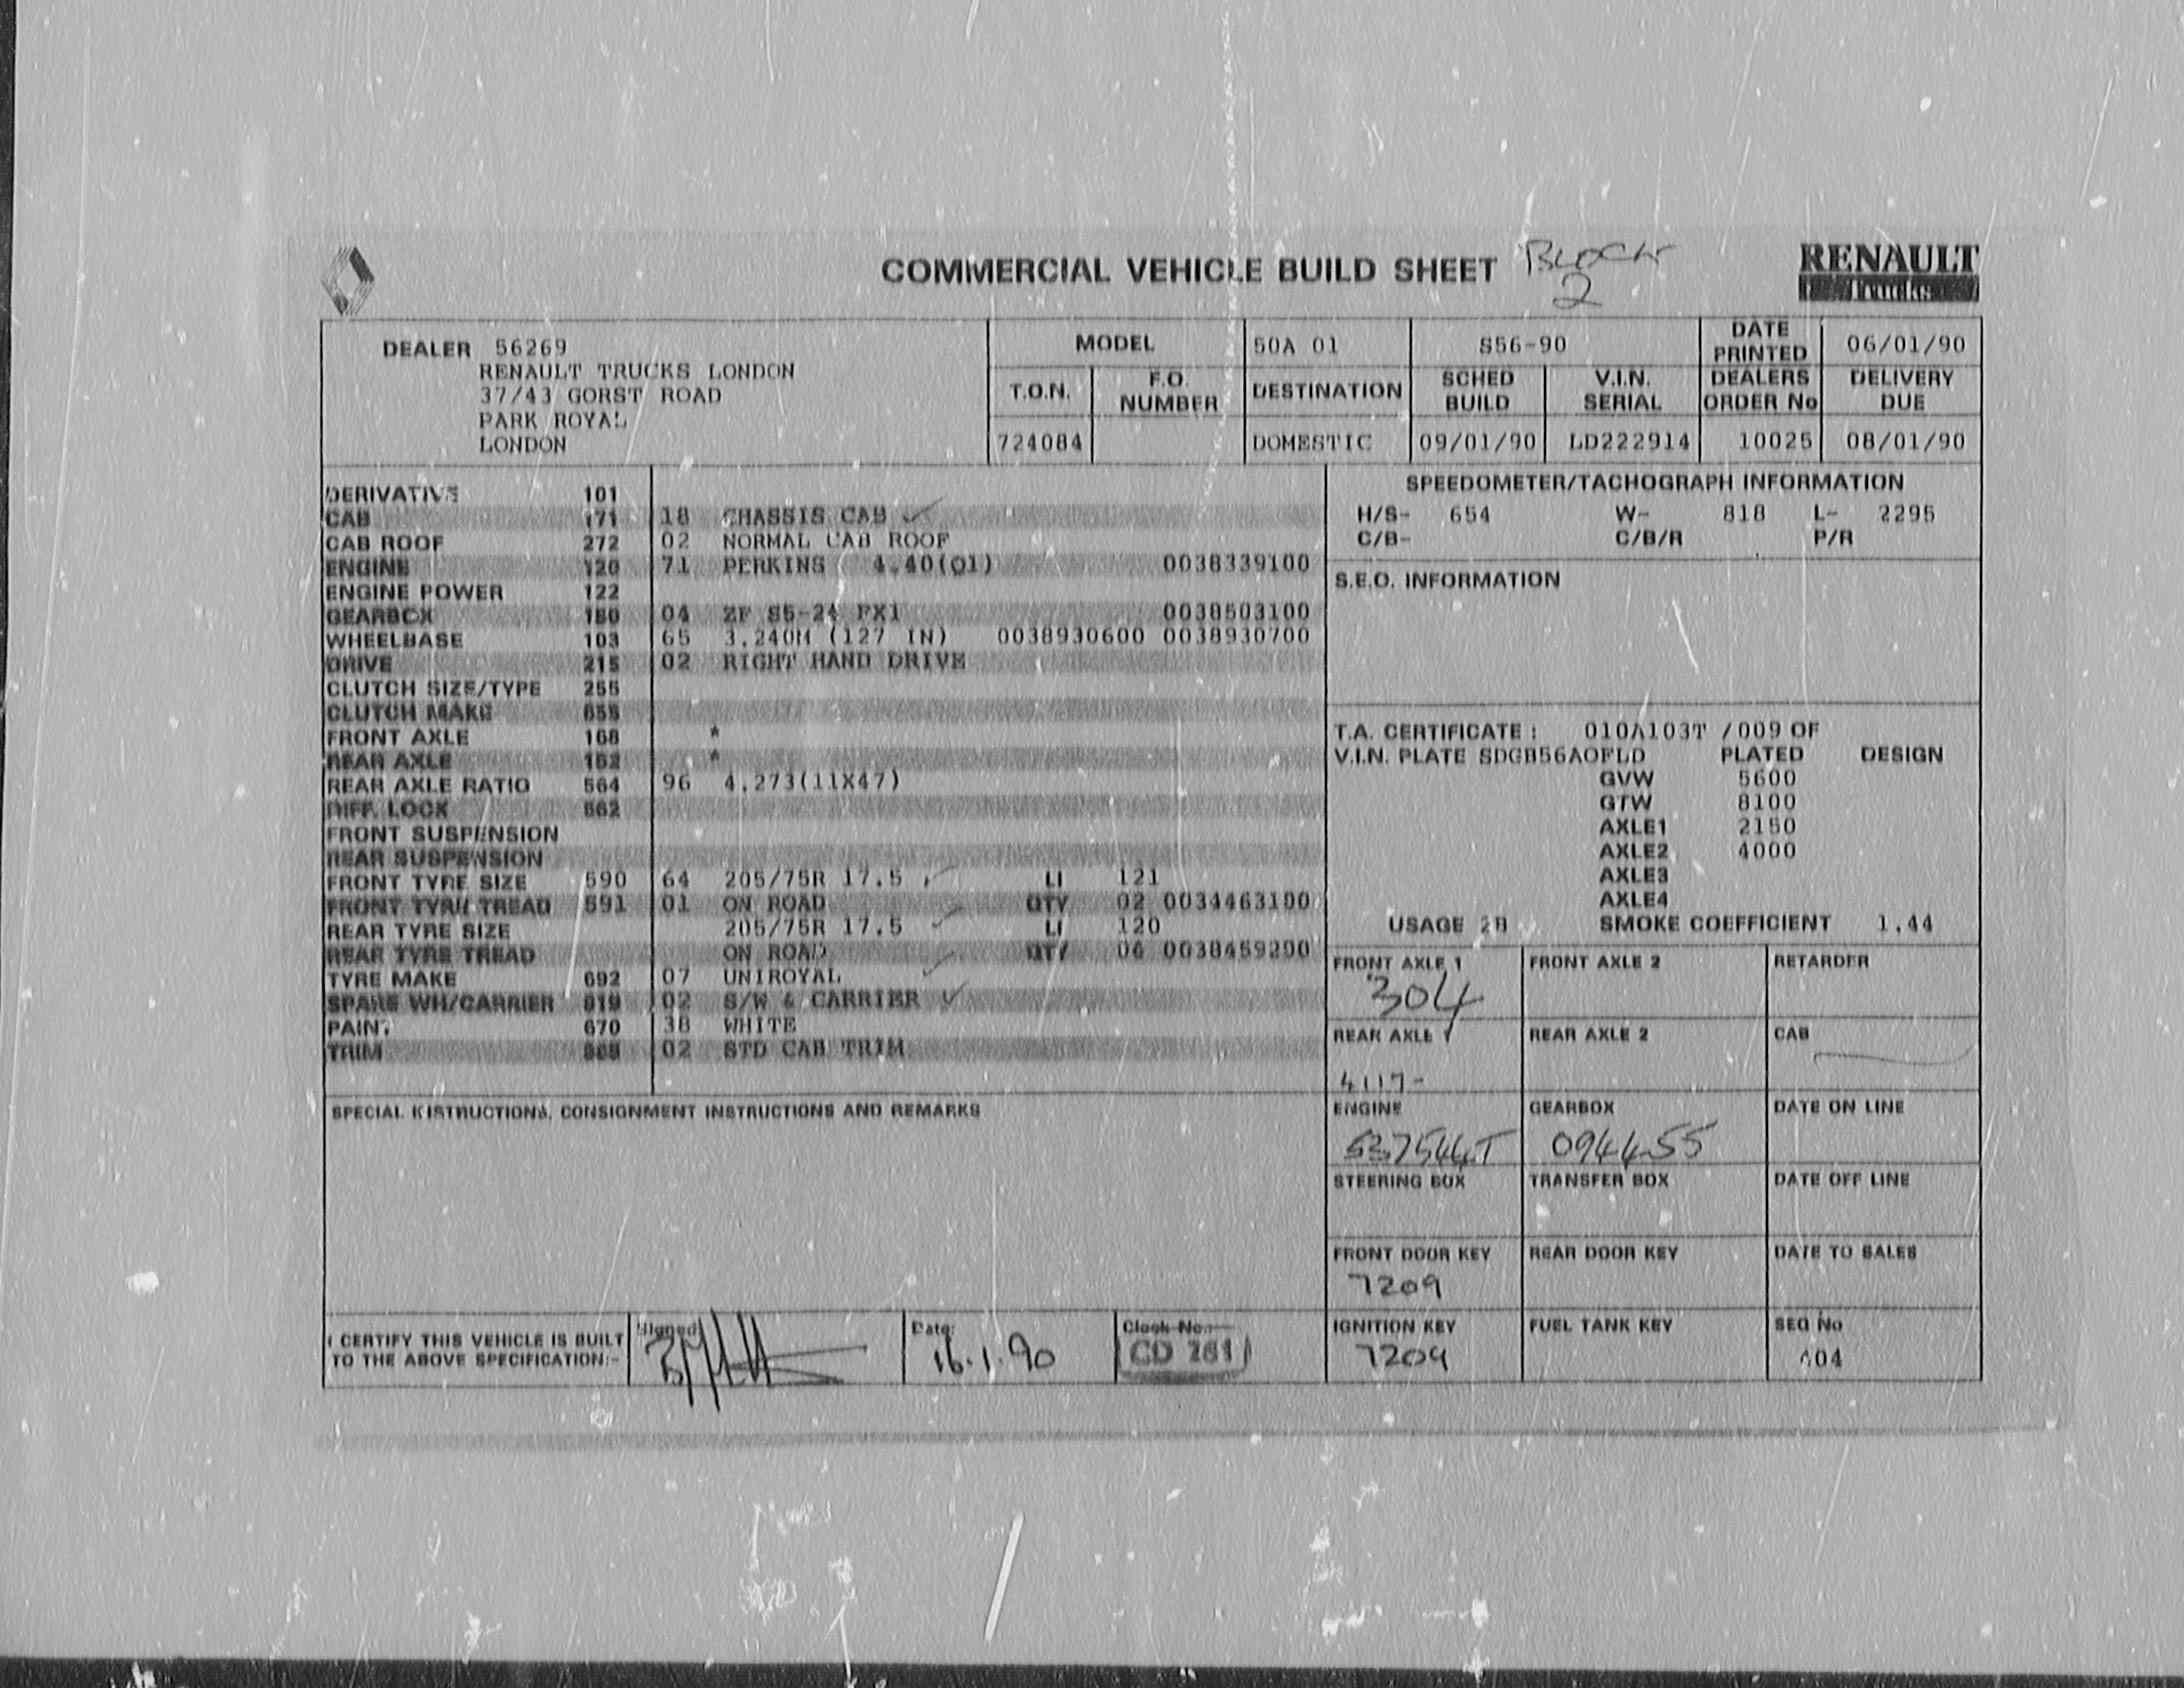 COMMERCIAL VEHICLE BUILD SHEET Block 2
RENAULT
Trucks
DEALER 56269
RENAULT TRUCKS LONDON
37/43 GORST ROAD
PARK ROYAL
LONDON
MODEL 50A 01 S56-90 DATE PRINTED 06/01/90
T.O.N. F.O. NUMBER DESTINATION SCHED BUILD V.I.N. SERIAL DEALERS ORDER No DELIVERY DUE
724084 DOMESTIC 09/01/90 LD222914 10025 08/01/90
DERIVATIVE 101
CAB 171 18 CHASSIS CAB
CAB ROOF 272 02 NORMAL CAB ROOF
ENGINE 120 71 PERKINS 4.40(Q1) 0038339100
ENGINE POWER 122
GEARBOX 150 04 ZF S5-24 FX1 0038503100
WHEELBASE 103 65 3.240M (127 IN) 0038930600 0038930700
DRIVE 215 02 RIGHT HAND DRIVE
CLUTCH SIZE/TYPE 255
CLUTCH MAKE 655
FRONT AXLE 168 *
REAR AXLE 152 *
REAR AXLE RATIO 564 96 4.273(11X47)
DIFF. LOCK 562
FRONT SUSPENSION
REAR SUSPENSION
FRONT TYRE SIZE 590 64 205/75R 17.5 LI 121
FRONT TYRE TREAD 591 01 ON ROAD QTY 02 0034463100
REAR TYRE SIZE 205/75R 17.5 LI 120
REAR TYRE TREAD ON ROAD QTY 04 0038459200
TYRE MAKE 692 07 UNIROYAL
SPARE WH/CARRIER 619 02 S/W & CARRIER
PAINT 670 38 WHITE
TRIM 02 STD CAB TRIM
SPECIAL INSTRUCTIONS, CONSIGNMENT INSTRUCTIONS AND REMARKS
SPEEDOMETER/TACHOGRAPH INFORMATION
H/S- 654 W- 818 L- 2295
C/B- C/B/R P/R
S.E.O. INFORMATION
T.A. CERTIFICATE : 010A103T /009 OF
V.I.N. PLATE SDGB56AOFLD PLATED DESIGN
GVW 5600
GTW 8100
AXLE1 2150
AXLE2 4000
AXLE3
AXLE4
USAGE 2B SMOKE COEFFICIENT 1.44
FRONT AXLE 1 FRONT AXLE 2 RETARDER
304
REAR AXLE 1 REAR AXLE 2 CAB
4117-
ENGINE GEARBOX DATE ON LINE
537544T 094455
STEERING BOX TRANSFER BOX DATE OFF LINE
FRONT DOOR KEY REAR DOOR KEY DATE TO SALES
7209
IGNITION KEY FUEL TANK KEY SEQ No
7209 404
I CERTIFY THIS VEHICLE IS BUILT
TO THE ABOVE SPECIFICATION:-
Signed: Date: 16.1.90 Clock No. CD 261